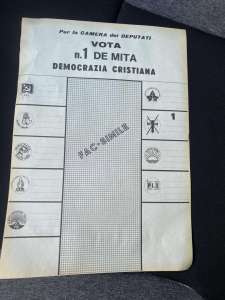 Per la CAMERA dei DEPUTATI
VOTA
n.1 DE MITA
DEMOCRAZIA CRISTIANA
1
FAC-SIMILE
P.L.I.